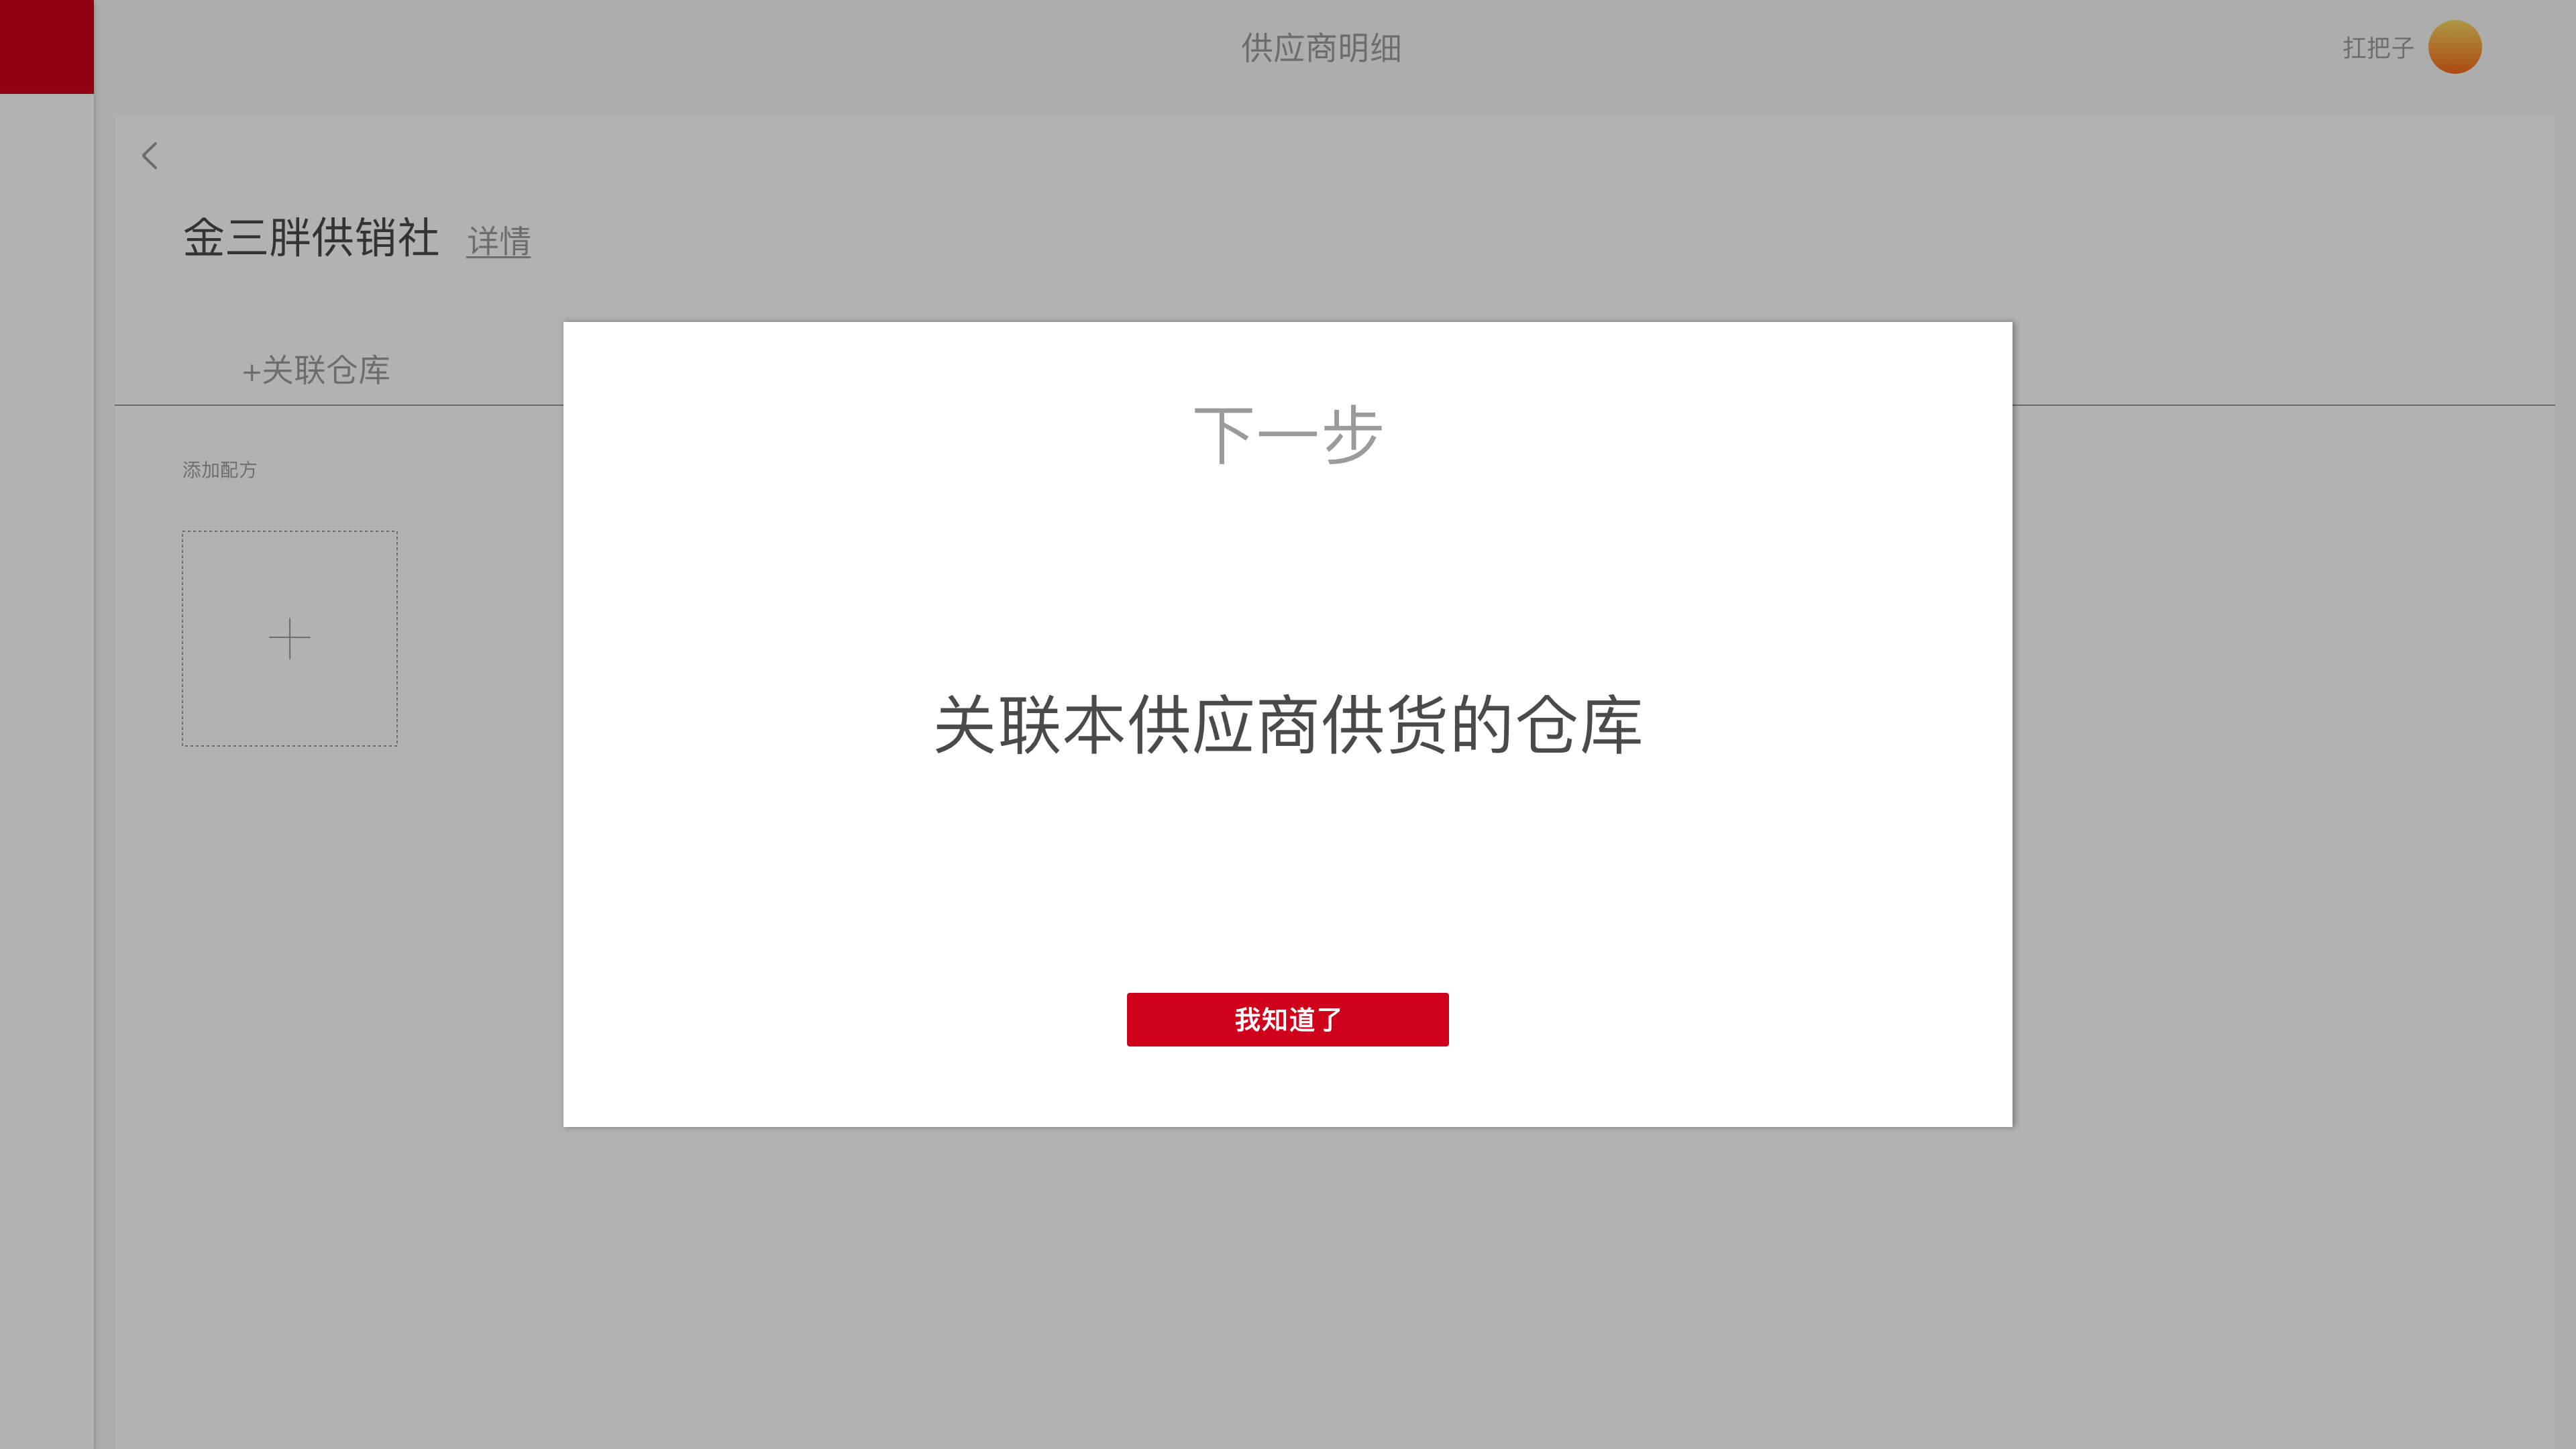 供应商明细
扛把子
金三胖供销社 详情
+关联仓库
添加配方
下一步
关联本供应商供货的仓库
我知道了